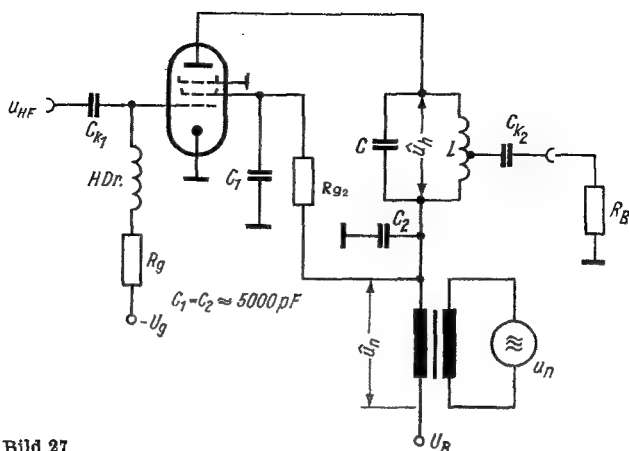 u_HF
C_K1
HDr.
R_g
-U_g
C_1
R_g2
C_1=C_2≈5000pF
C
û_h
L
C_K2
R_B
C_2
û_n
u_n
U_B
Bild 27